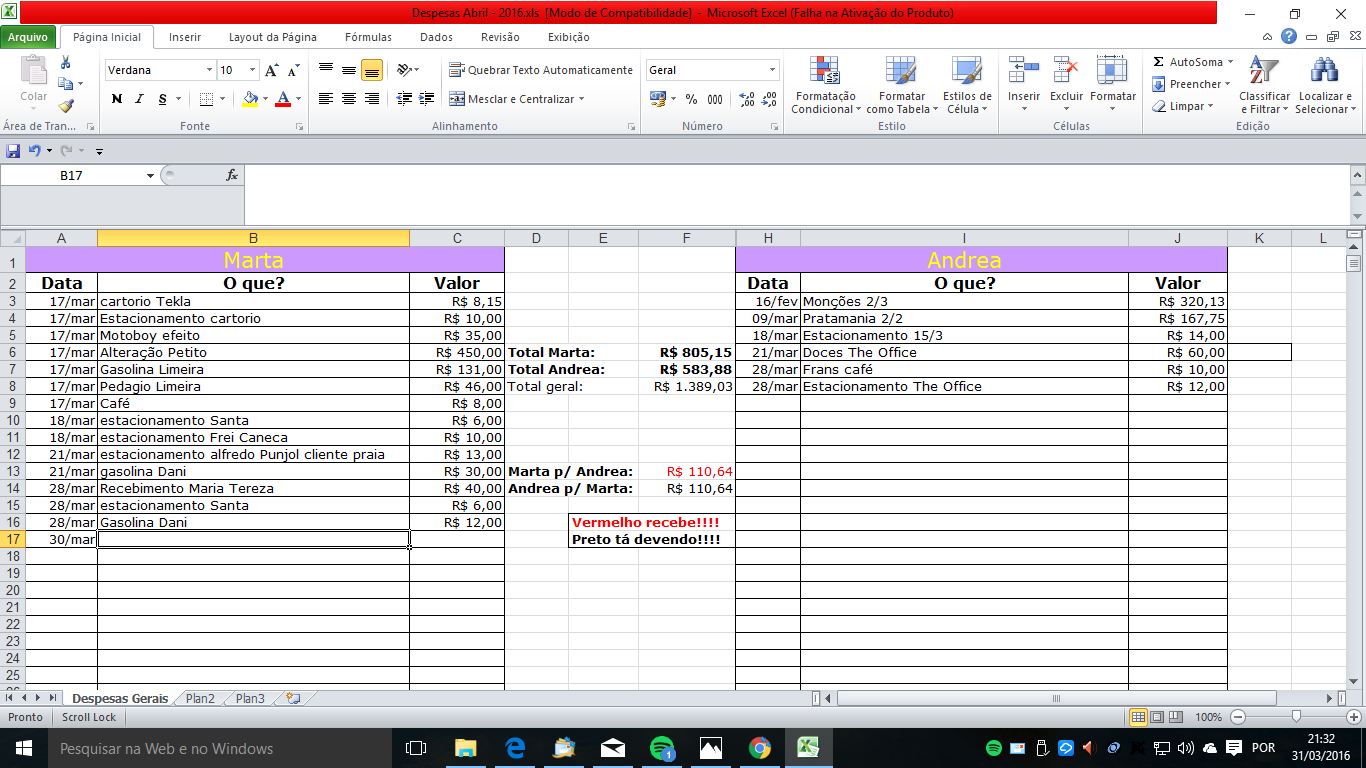 Despesas Abril - 2016.xls [Modo de Compatibilidade] - Microsoft Excel (Falha na Ativação do Produto)
Arquivo Página Inicial Inserir Layout da Página Fórmulas Dados Revisão Exibição
Colar
Área de Tran...
Verdana 10
N I S
Fonte
Quebrar Texto Automaticamente
Mesclar e Centralizar
Alinhamento
Geral
% 000
Número
Formatação Condicional
Formatar como Tabela
Estilos de Célula
Estilo
Inserir Excluir Formatar
Células
Σ AutoSoma
Preencher
Limpar
Classificar e Filtrar
Localizar e Selecionar
Edição
B17 fx
A B C D E F H I J K L
1 Marta Andrea
2 Data O que? Valor Data O que? Valor
3 17/mar cartorio Tekla R$ 8,15 16/fev Monções 2/3 R$ 320,13
4 17/mar Estacionamento cartorio R$ 10,00 09/mar Pratamania 2/2 R$ 167,75
5 17/mar Motoboy efeito R$ 35,00 18/mar Estacionamento 15/3 R$ 14,00
6 17/mar Alteração Petito R$ 450,00 Total Marta: R$ 805,15 21/mar Doces The Office R$ 60,00
7 17/mar Gasolina Limeira R$ 131,00 Total Andrea: R$ 583,88 28/mar Frans café R$ 10,00
8 17/mar Pedagio Limeira R$ 46,00 Total geral: R$ 1.389,03 28/mar Estacionamento The Office R$ 12,00
9 17/mar Café R$ 8,00
10 18/mar estacionamento Santa R$ 6,00
11 18/mar estacionamento Frei Caneca R$ 10,00
12 21/mar estacionamento alfredo Punjol cliente praia R$ 13,00
13 21/mar gasolina Dani R$ 30,00 Marta p/ Andrea: R$ 110,64
14 28/mar Recebimento Maria Tereza R$ 40,00 Andrea p/ Marta: R$ 110,64
15 28/mar estacionamento Santa R$ 6,00
16 28/mar Gasolina Dani R$ 12,00 Vermelho recebe!!!!
17 30/mar Preto tá devendo!!!!
18
19
20
21
22
23
24
25
Despesas Gerais Plan2 Plan3
Pronto Scroll Lock 100%
Pesquisar na Web e no Windows
1
POR
21:32
31/03/2016